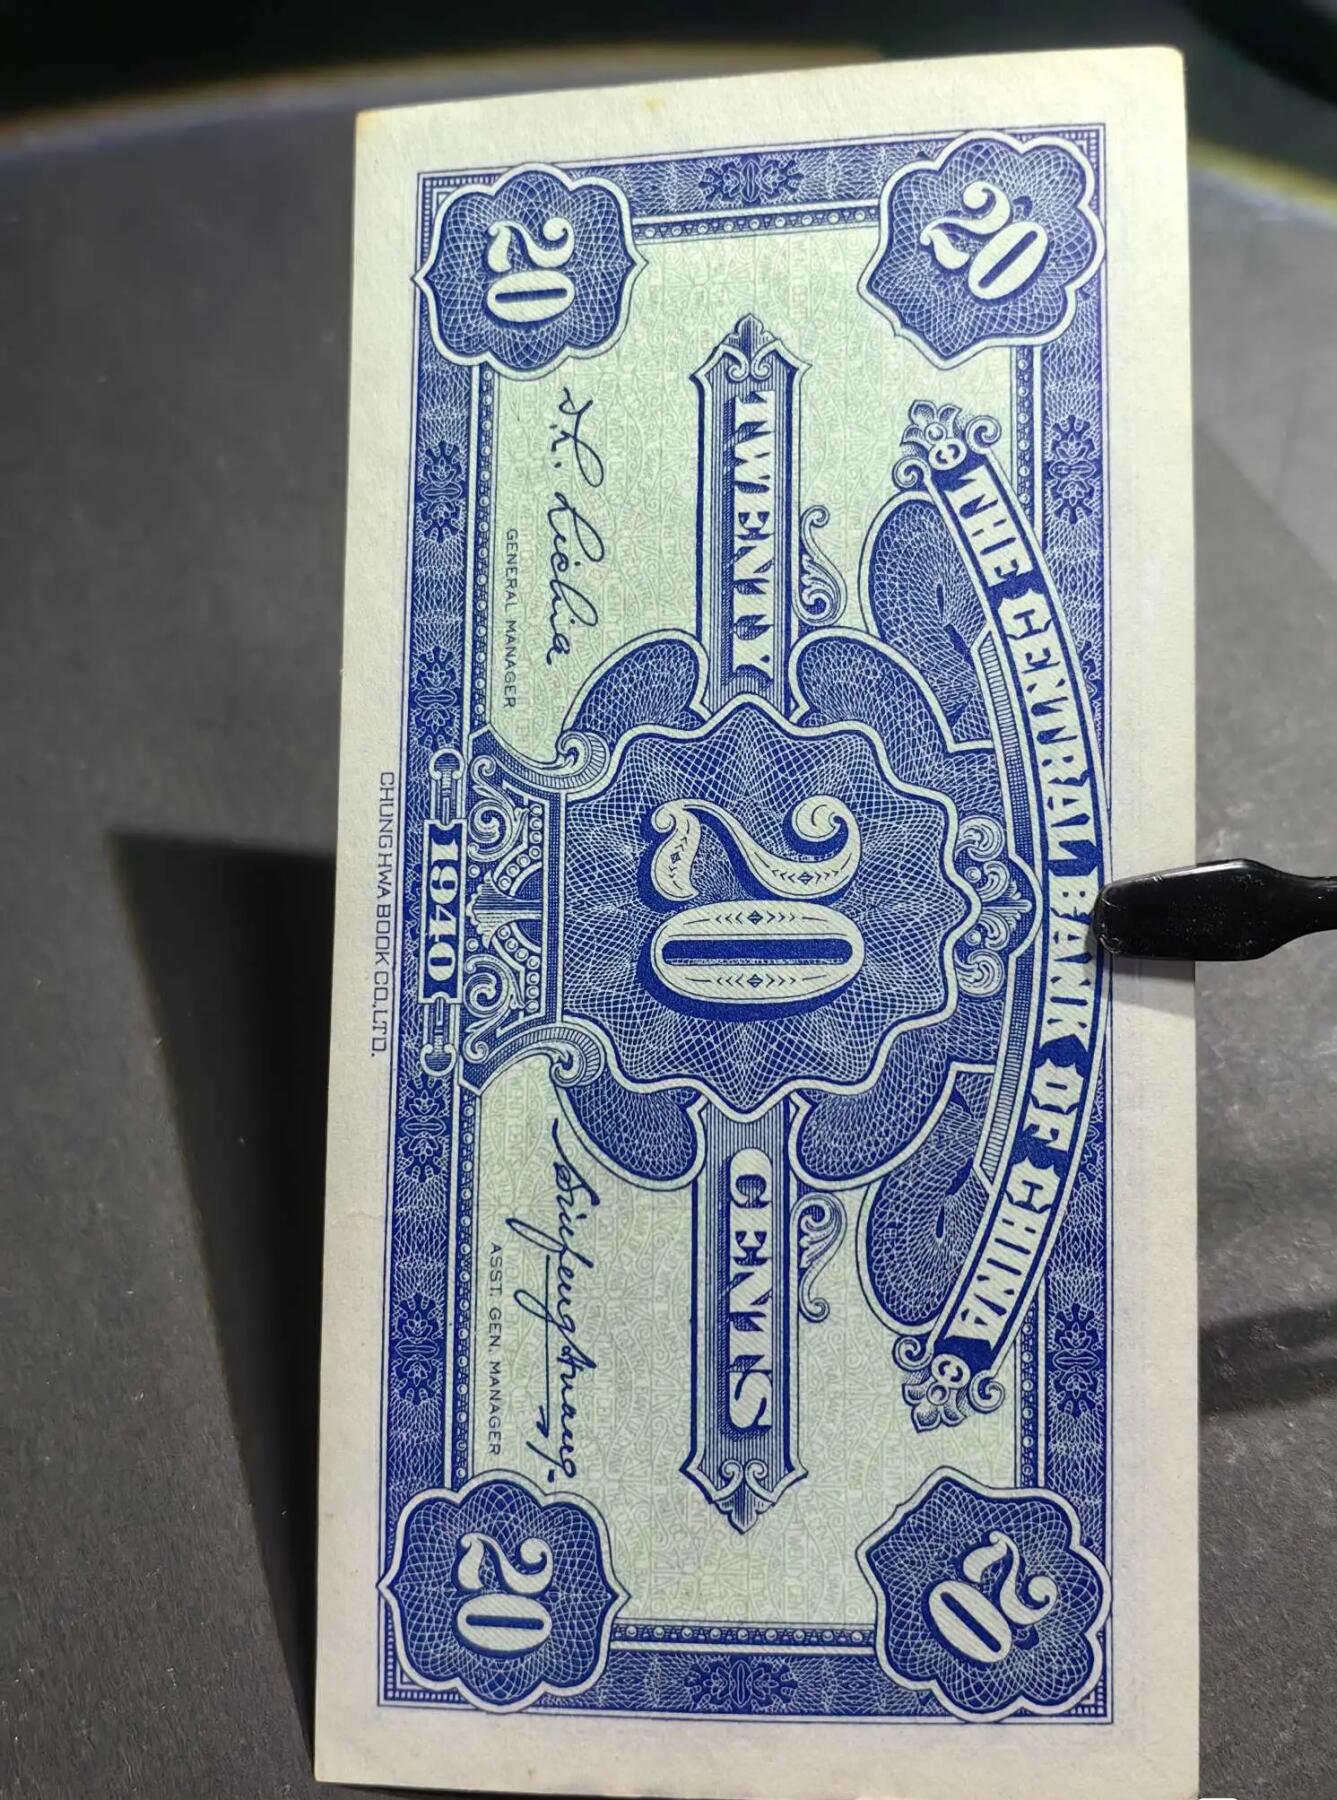 20
20
THE CENTRAL BANK OF CHINA
TWENTY
20
CENTS
GENERAL MANAGER
ASST. GEN. MANAGER
20
1940
20
CHUNG HWA BOOK CO., LTD.